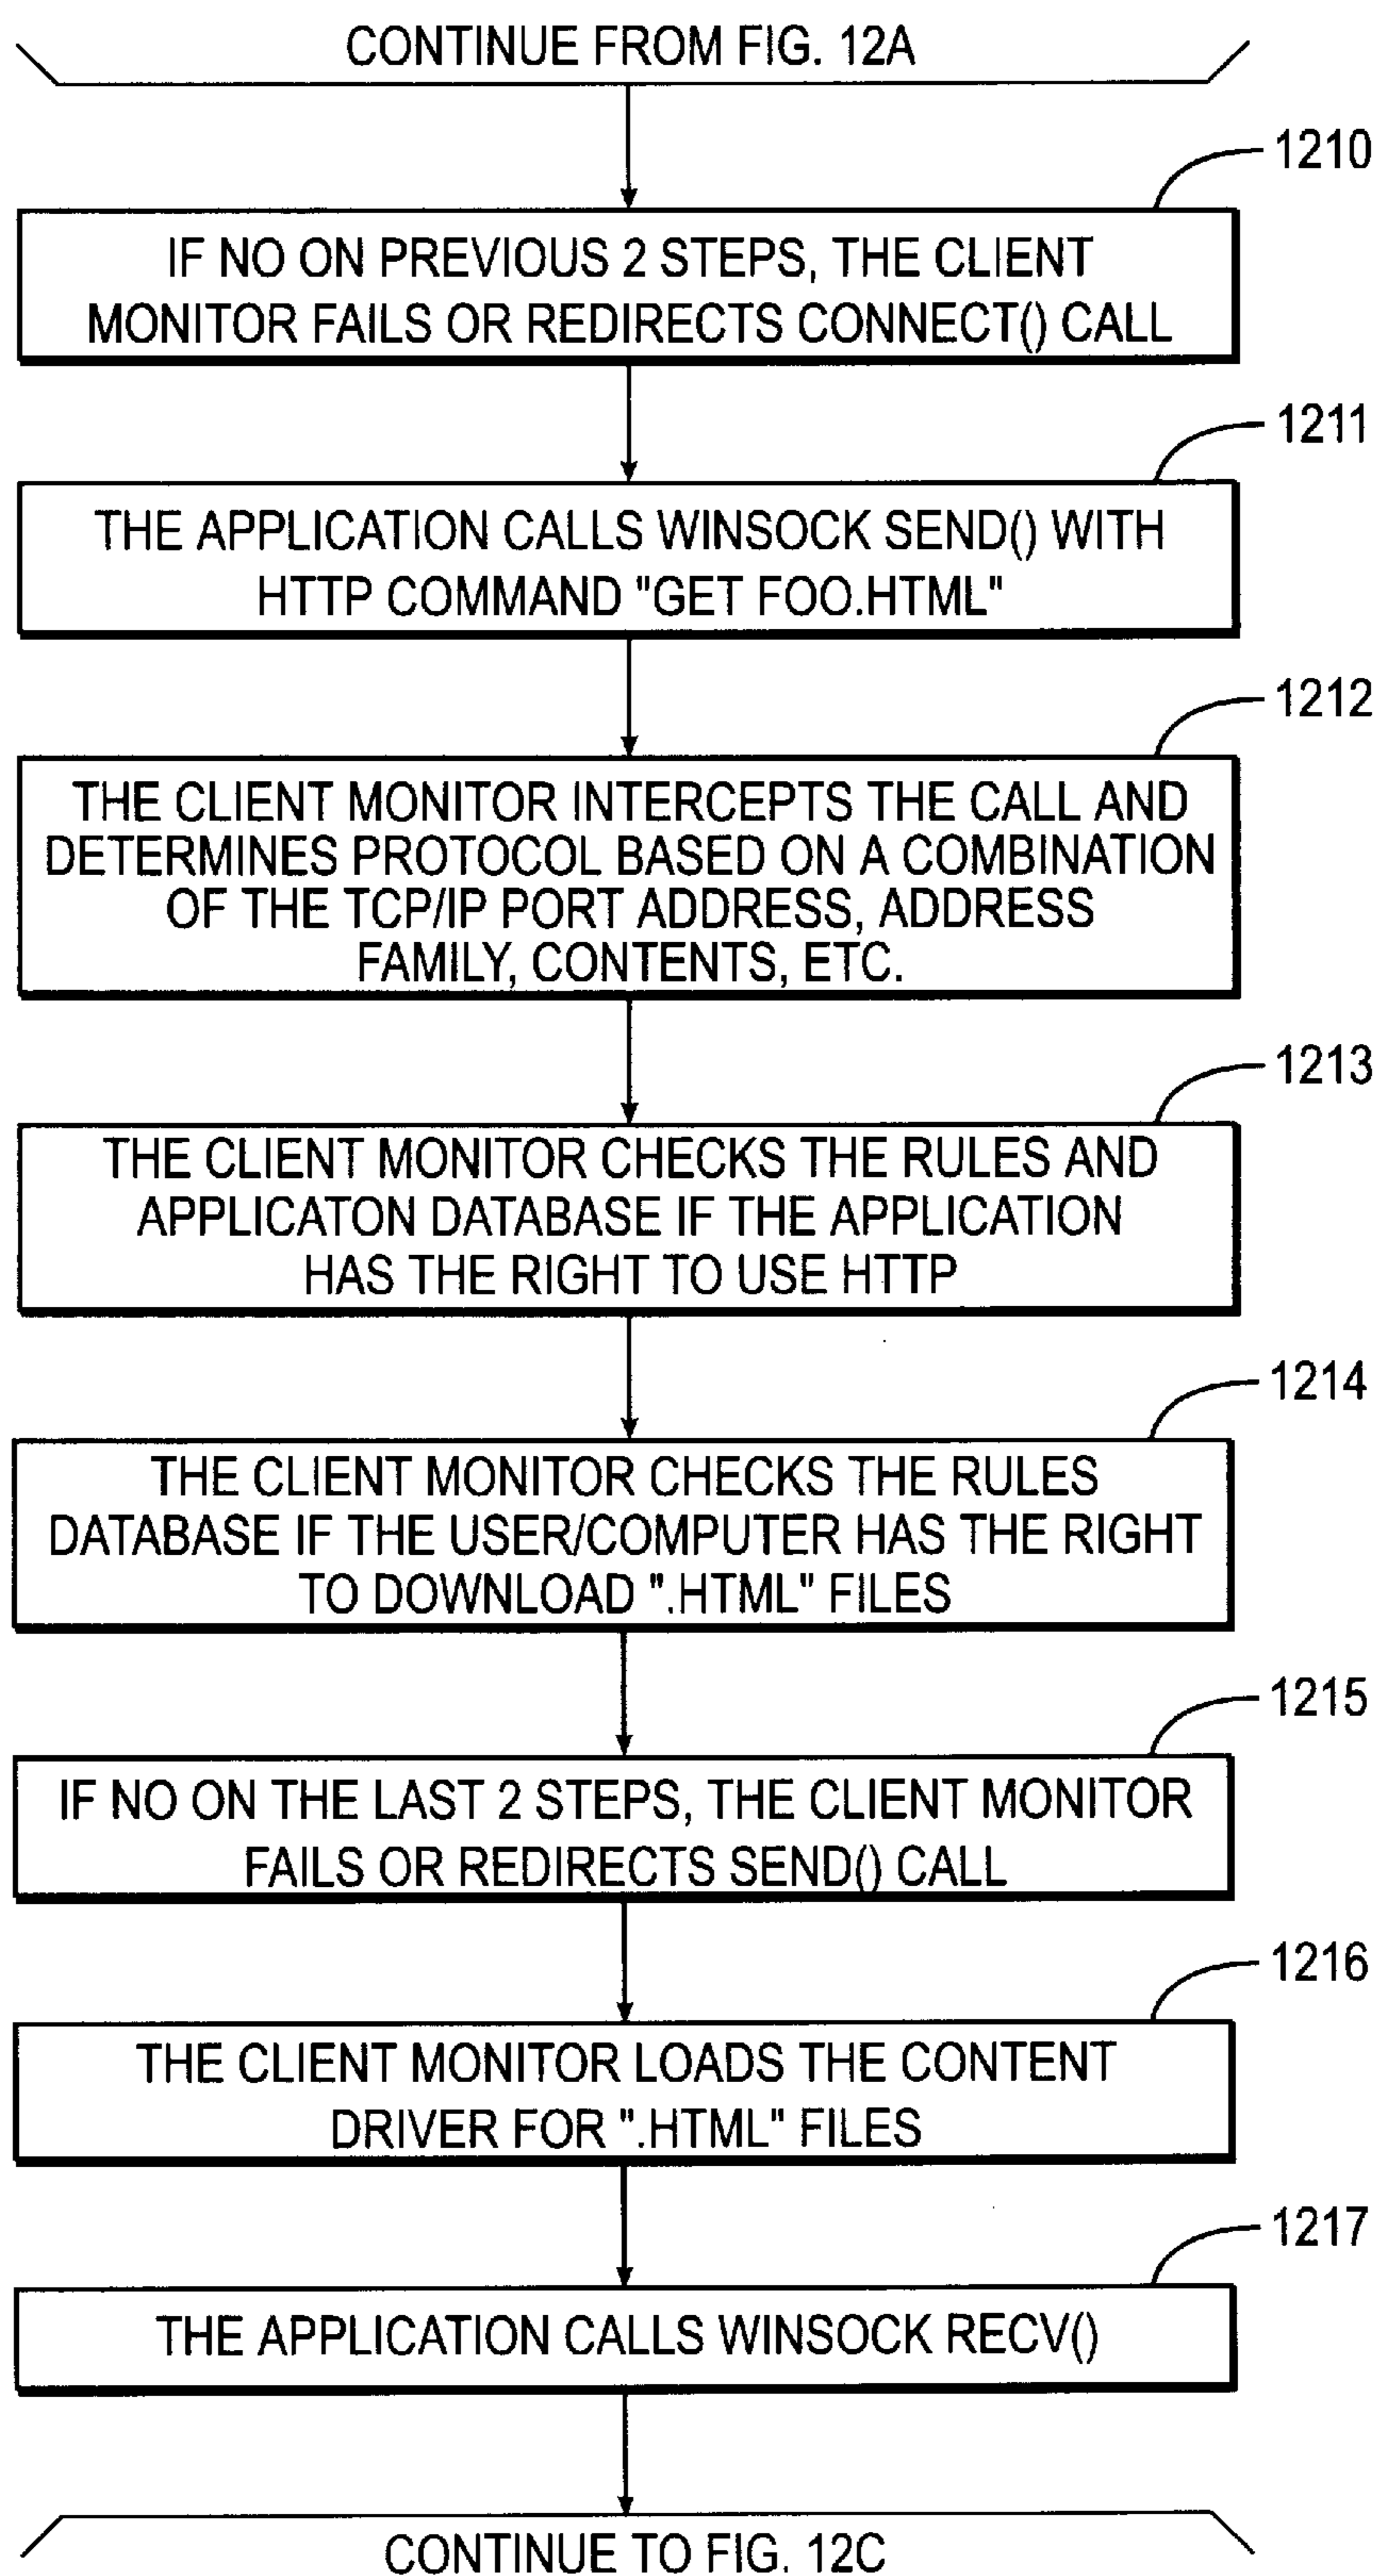 CONTINUE FROM FIG. 12A
1210
IF NO ON PREVIOUS 2 STEPS, THE CLIENT
MONITOR FAILS OR REDIRECTS CONNECT() CALL
1211
THE APPLICATION CALLS WINSOCK SEND() WITH
HTTP COMMAND "GET FOO.HTML"
1212
THE CLIENT MONITOR INTERCEPTS THE CALL AND
DETERMINES PROTOCOL BASED ON A COMBINATION
OF THE TCP/IP PORT ADDRESS, ADDRESS
FAMILY, CONTENTS, ETC.
1213
THE CLIENT MONITOR CHECKS THE RULES AND
APPLICATON DATABASE IF THE APPLICATION
HAS THE RIGHT TO USE HTTP
1214
THE CLIENT MONITOR CHECKS THE RULES
DATABASE IF THE USER/COMPUTER HAS THE RIGHT
TO DOWNLOAD ".HTML" FILES
1215
IF NO ON THE LAST 2 STEPS, THE CLIENT MONITOR
FAILS OR REDIRECTS SEND() CALL
1216
THE CLIENT MONITOR LOADS THE CONTENT
DRIVER FOR ".HTML" FILES
1217
THE APPLICATION CALLS WINSOCK RECV()
CONTINUE TO FIG. 12C